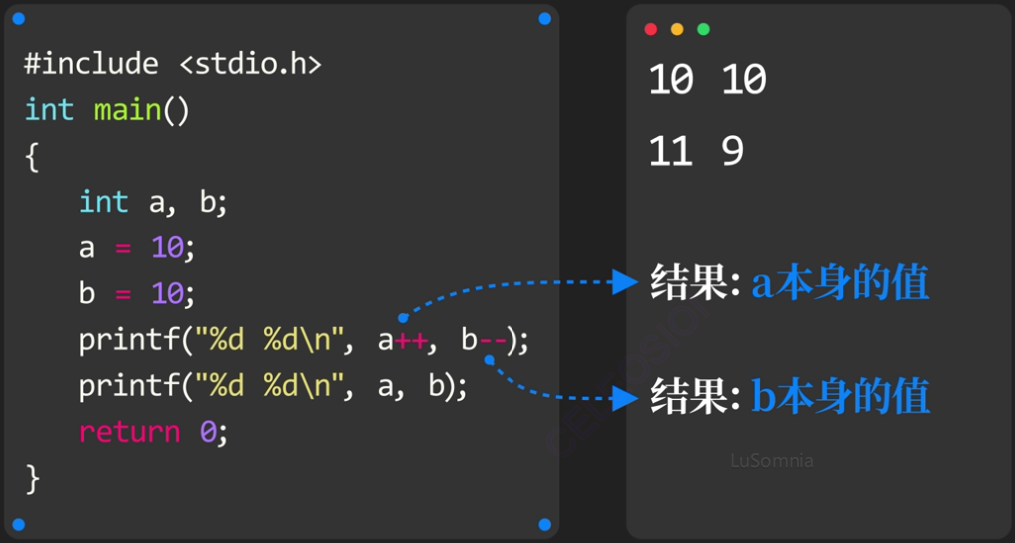 #include <stdio.h>
int main()
{
int a, b;
a = 10;
b = 10;
printf("%d %d\n", a++, b--);
printf("%d %d\n", a, b);
return 0;
}
10 10
11 9
结果: a本身的值
结果: b本身的值
LuSomnia